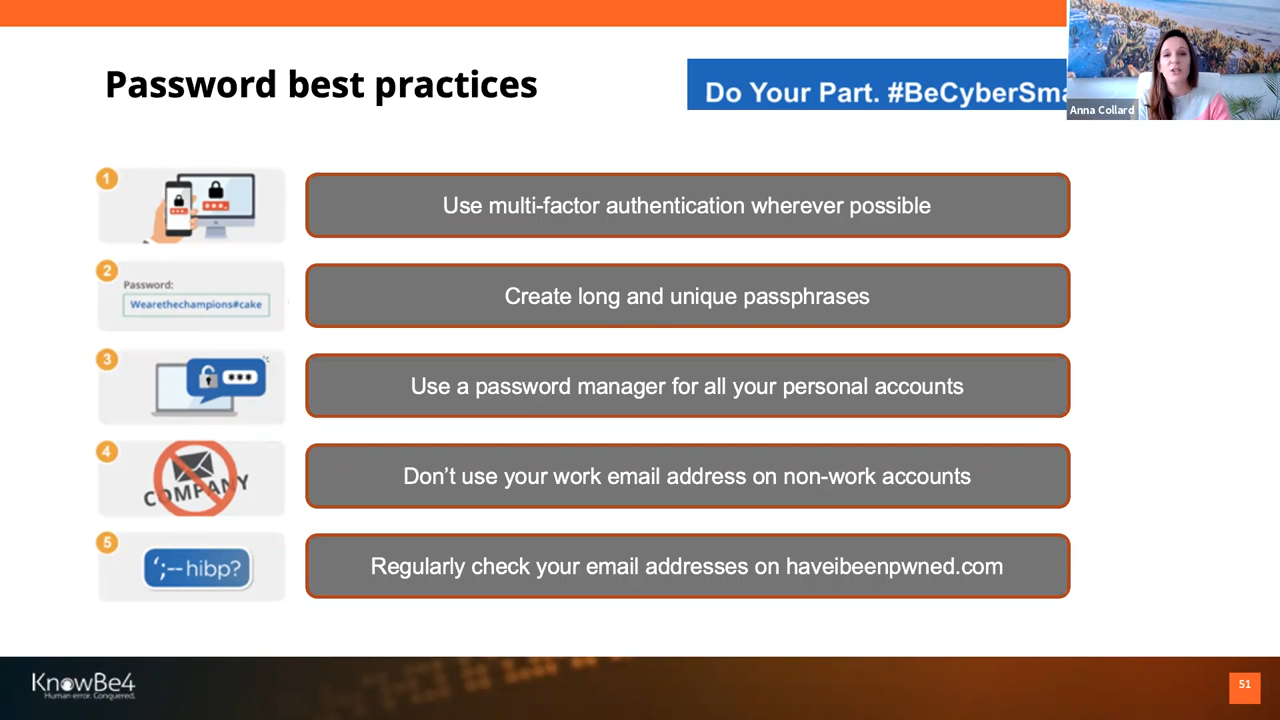 Password best practices
Do Your Part. #BeCyberSma
Anna Collard
1
Use multi-factor authentication wherever possible
2
Password:
Wearethechampions#cake
Create long and unique passphrases
3
Use a password manager for all your personal accounts
4
COMPANY
Don’t use your work email address on non-work accounts
5
';--hibp?
Regularly check your email addresses on haveibeenpwned.com
KnowBe4
Human error. Conquered.
51